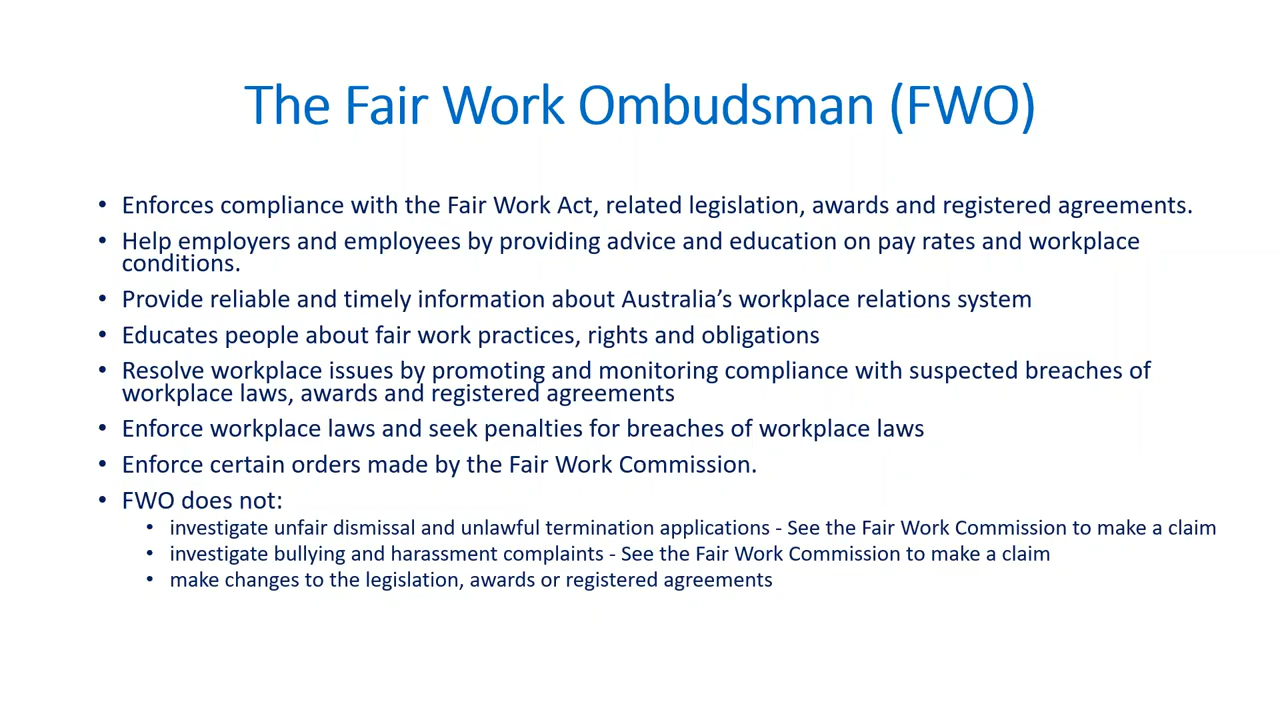 The Fair Work Ombudsman (FWO)
• Enforces compliance with the Fair Work Act, related legislation, awards and registered agreements.
• Help employers and employees by providing advice and education on pay rates and workplace
conditions.
• Provide reliable and timely information about Australia’s workplace relations system
• Educates people about fair work practices, rights and obligations
• Resolve workplace issues by promoting and monitoring compliance with suspected breaches of
workplace laws, awards and registered agreements
• Enforce workplace laws and seek penalties for breaches of workplace laws
• Enforce certain orders made by the Fair Work Commission.
• FWO does not:
• investigate unfair dismissal and unlawful termination applications - See the Fair Work Commission to make a claim
• investigate bullying and harassment complaints - See the Fair Work Commission to make a claim
• make changes to the legislation, awards or registered agreements